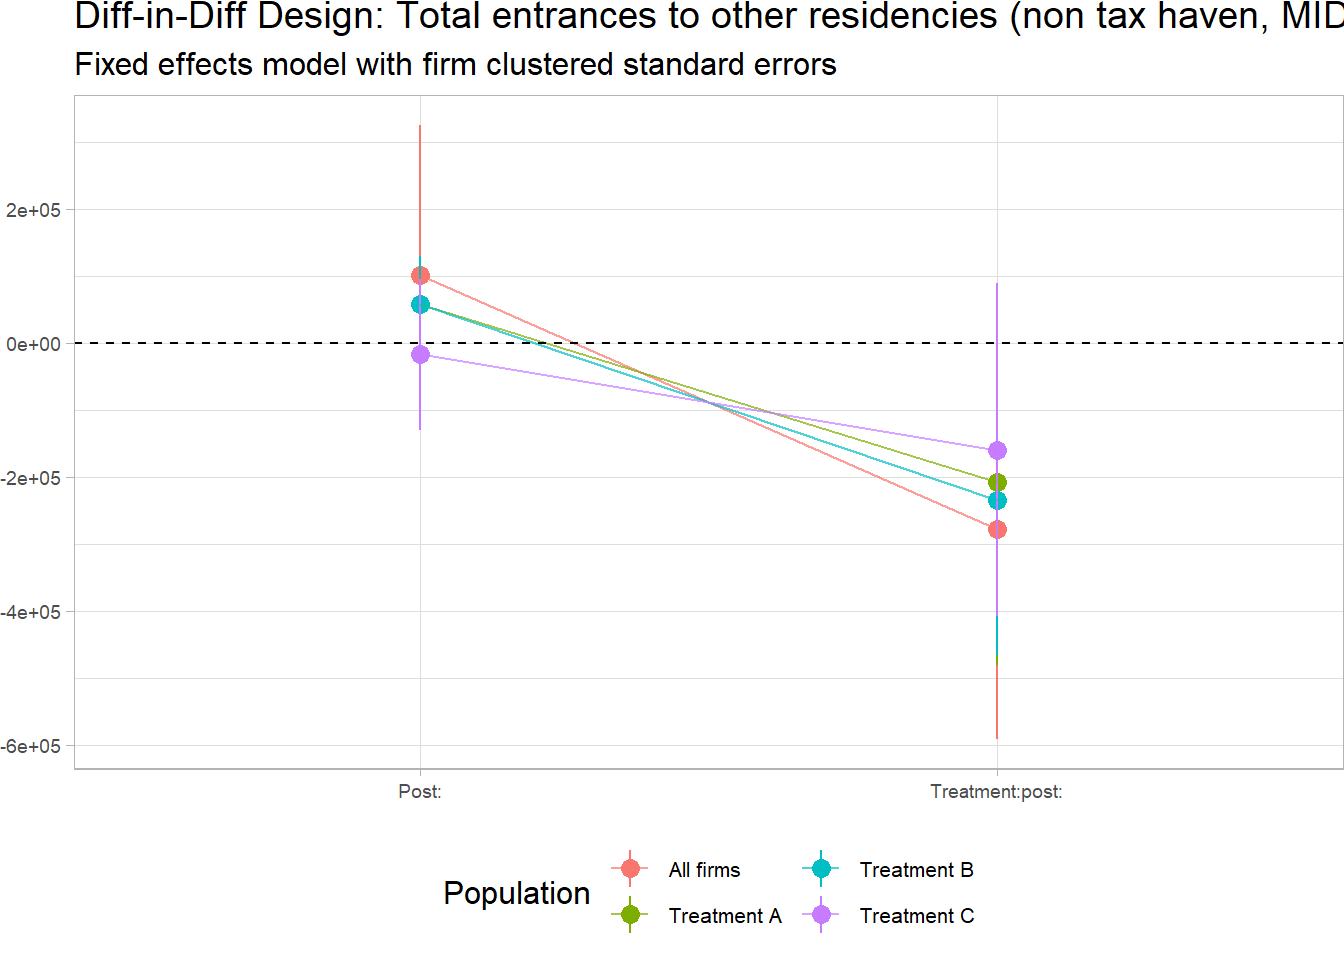 Diff-in-Diff Design: Total entrances to other residencies (non tax haven, MID
Fixed effects model with firm clustered standard errors
2e+05
0e+00
-2e+05
-4e+05
-6e+05
Post:
Treatment:post:
Population
All firms
Treatment A
Treatment B
Treatment C